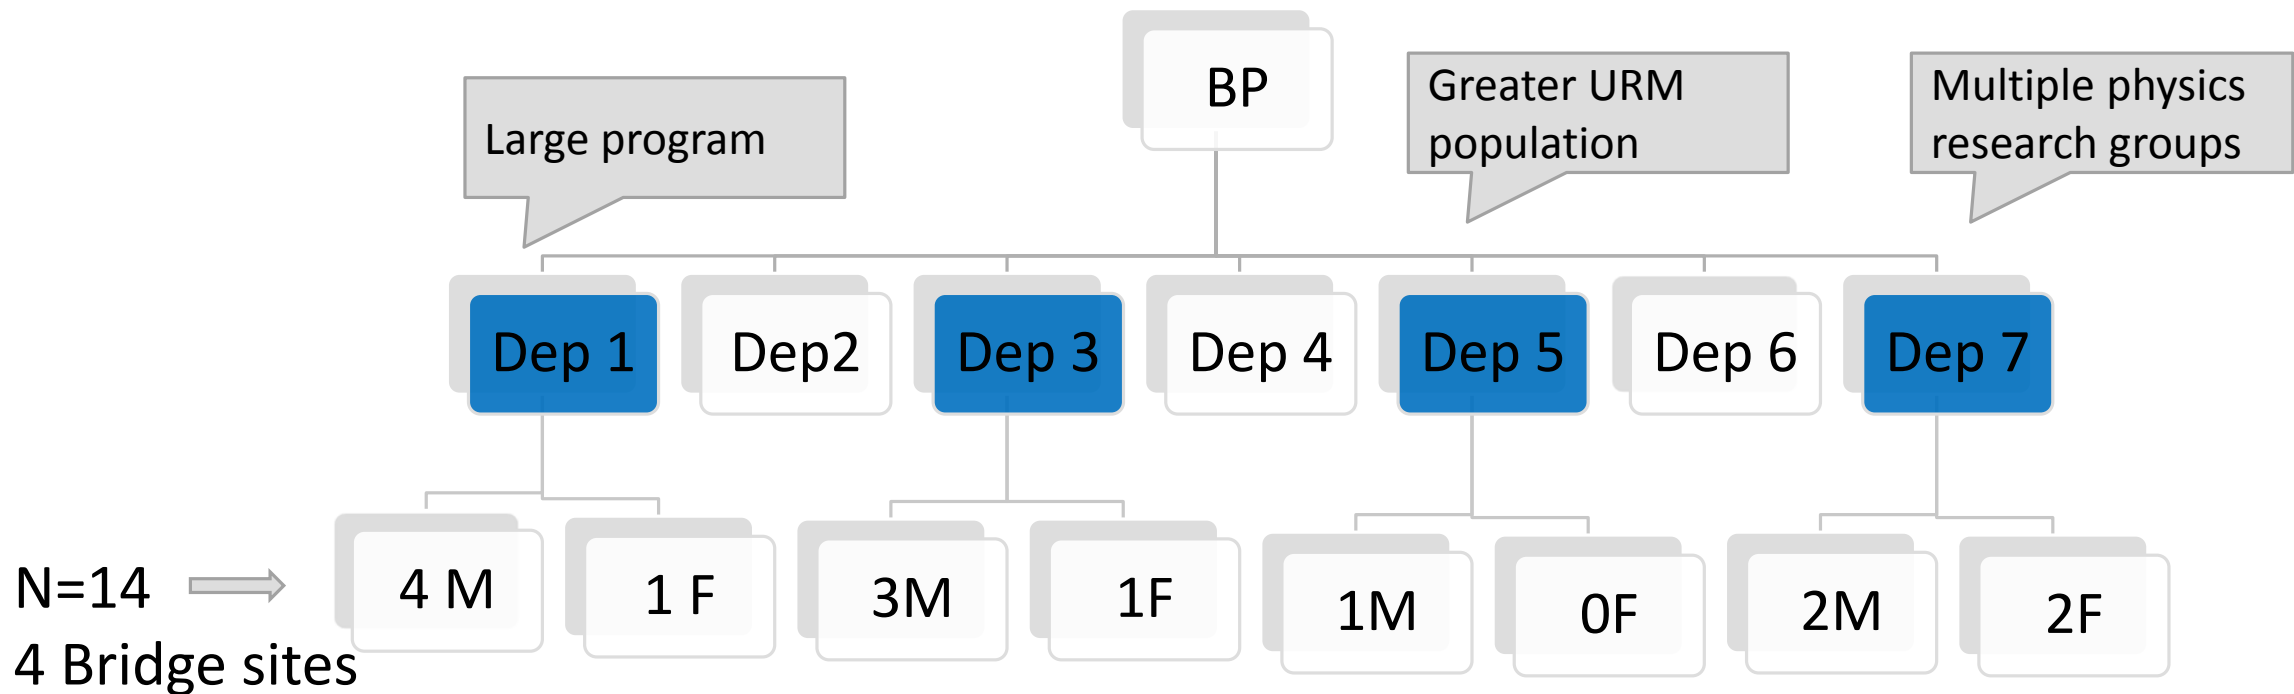 BP
Large program
Greater URM
population
Multiple physics
research groups
Dep 1
Dep2
Dep 3
Dep 4
Dep 5
Dep 6
Dep 7
N=14
4 Bridge sites
4 M
1 F
3M
1F
1M
0F
2M
2F